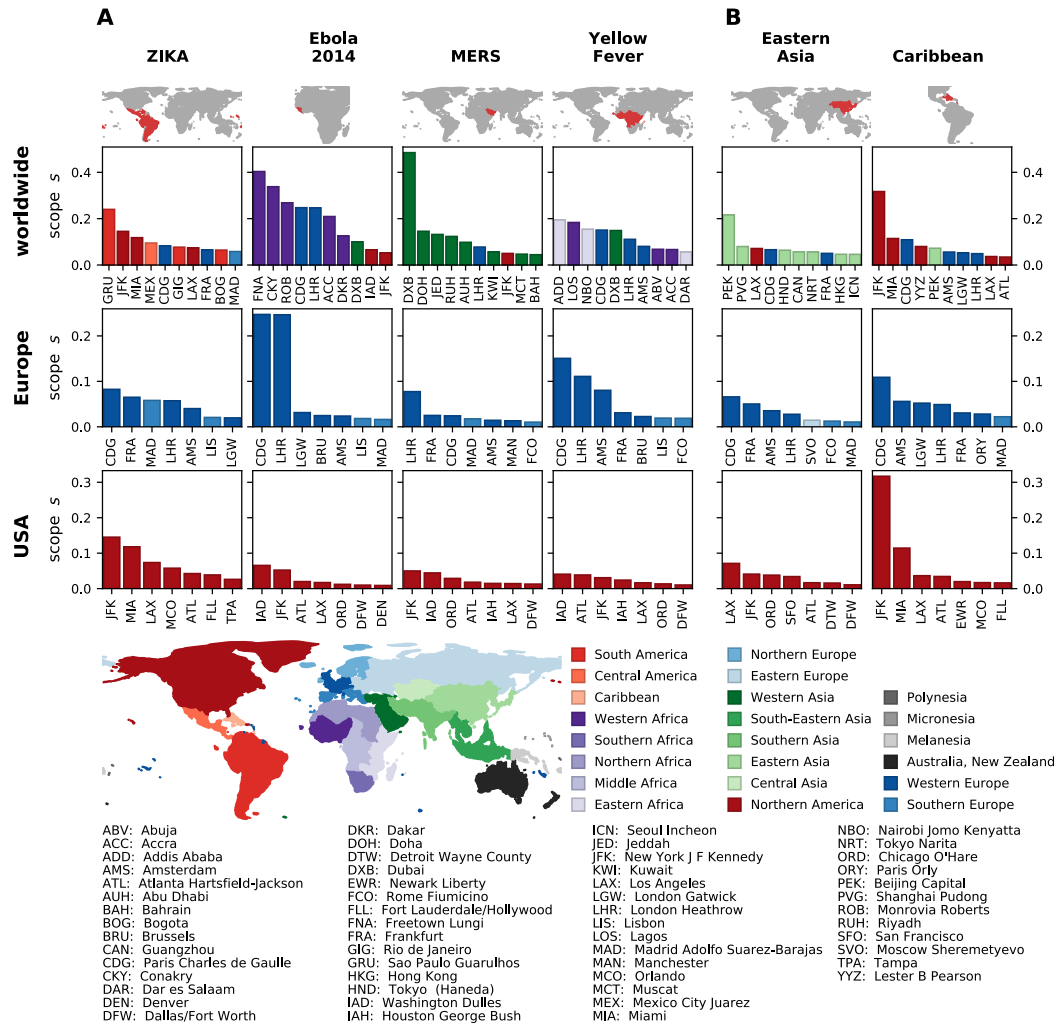 A
B
ZIKA
Ebola
2014
MERS
Yellow
Fever
Eastern
Asia
Caribbean
worldwide
scope s
0.4
0.2
0.0
0.4
0.2
0.0
GRU JFK MIA MEX CDG GIG LAX FRA BOG MAD
FNA CKY ROB CDG LHR ACC DKR DXB IAD JFK
DXB DOH JED RUH AUH LHR KWI JFK MCT BAH
ADD LOS NBO CDG DXB LHR AMS ABV ACC DAR
PEK PVG LAX CDG HND CAN NRT FRA HKG ICN
JFK MIA CDG YYZ PEK AMS LGW LHR LAX ATL
Europe
scope s
0.2
0.1
0.0
0.2
0.1
0.0
CDG FRA MAD LHR AMS LIS LGW
CDG LHR LGW BRU AMS LIS MAD
LHR FRA CDG MAD AMS MAN FCO
CDG LHR AMS FRA BRU LIS FCO
CDG FRA AMS LHR SVO FCO MAD
CDG AMS LGW LHR FRA ORY MAD
USA
scope s
0.3
0.2
0.1
0.0
0.3
0.2
0.1
0.0
JFK MIA LAX MCO ATL FLL TPA
IAD JFK ATL LAX ORD DFW DEN
JFK IAD ORD ATL IAH LAX DFW
IAD ATL JFK IAH LAX ORD DFW
LAX JFK ORD SFO ATL DTW DFW
JFK MIA LAX ATL EWR MCO FLL
South America
Central America
Caribbean
Western Africa
Southern Africa
Northern Africa
Middle Africa
Eastern Africa
Northern Europe
Eastern Europe
Western Asia
South-Eastern Asia
Southern Asia
Eastern Asia
Central Asia
Northern America
Polynesia
Micronesia
Melanesia
Australia, New Zealand
Western Europe
Southern Europe
ABV: Abuja
ACC: Accra
ADD: Addis Ababa
AMS: Amsterdam
ATL: Atlanta Hartsfield-Jackson
AUH: Abu Dhabi
BAH: Bahrain
BOG: Bogota
BRU: Brussels
CAN: Guangzhou
CDG: Paris Charles de Gaulle
CKY: Conakry
DAR: Dar es Salaam
DEN: Denver
DFW: Dallas/Fort Worth
DKR: Dakar
DOH: Doha
DTW: Detroit Wayne County
DXB: Dubai
EWR: Newark Liberty
FCO: Rome Fiumicino
FLL: Fort Lauderdale/Hollywood
FNA: Freetown Lungi
FRA: Frankfurt
GIG: Rio de Janeiro
GRU: Sao Paulo Guarulhos
HKG: Hong Kong
HND: Tokyo (Haneda)
IAD: Washington Dulles
IAH: Houston George Bush
ICN: Seoul Incheon
JED: Jeddah
JFK: New York J F Kennedy
KWI: Kuwait
LAX: Los Angeles
LGW: London Gatwick
LHR: London Heathrow
LIS: Lisbon
LOS: Lagos
MAD: Madrid Adolfo Suarez-Barajas
MAN: Manchester
MCO: Orlando
MCT: Muscat
MEX: Mexico City Juarez
MIA: Miami
NBO: Nairobi Jomo Kenyatta
NRT: Tokyo Narita
ORD: Chicago O'Hare
ORY: Paris Orly
PEK: Beijing Capital
PVG: Shanghai Pudong
ROB: Monrovia Roberts
RUH: Riyadh
SFO: San Francisco
SVO: Moscow Sheremetyevo
TPA: Tampa
YYZ: Lester B Pearson